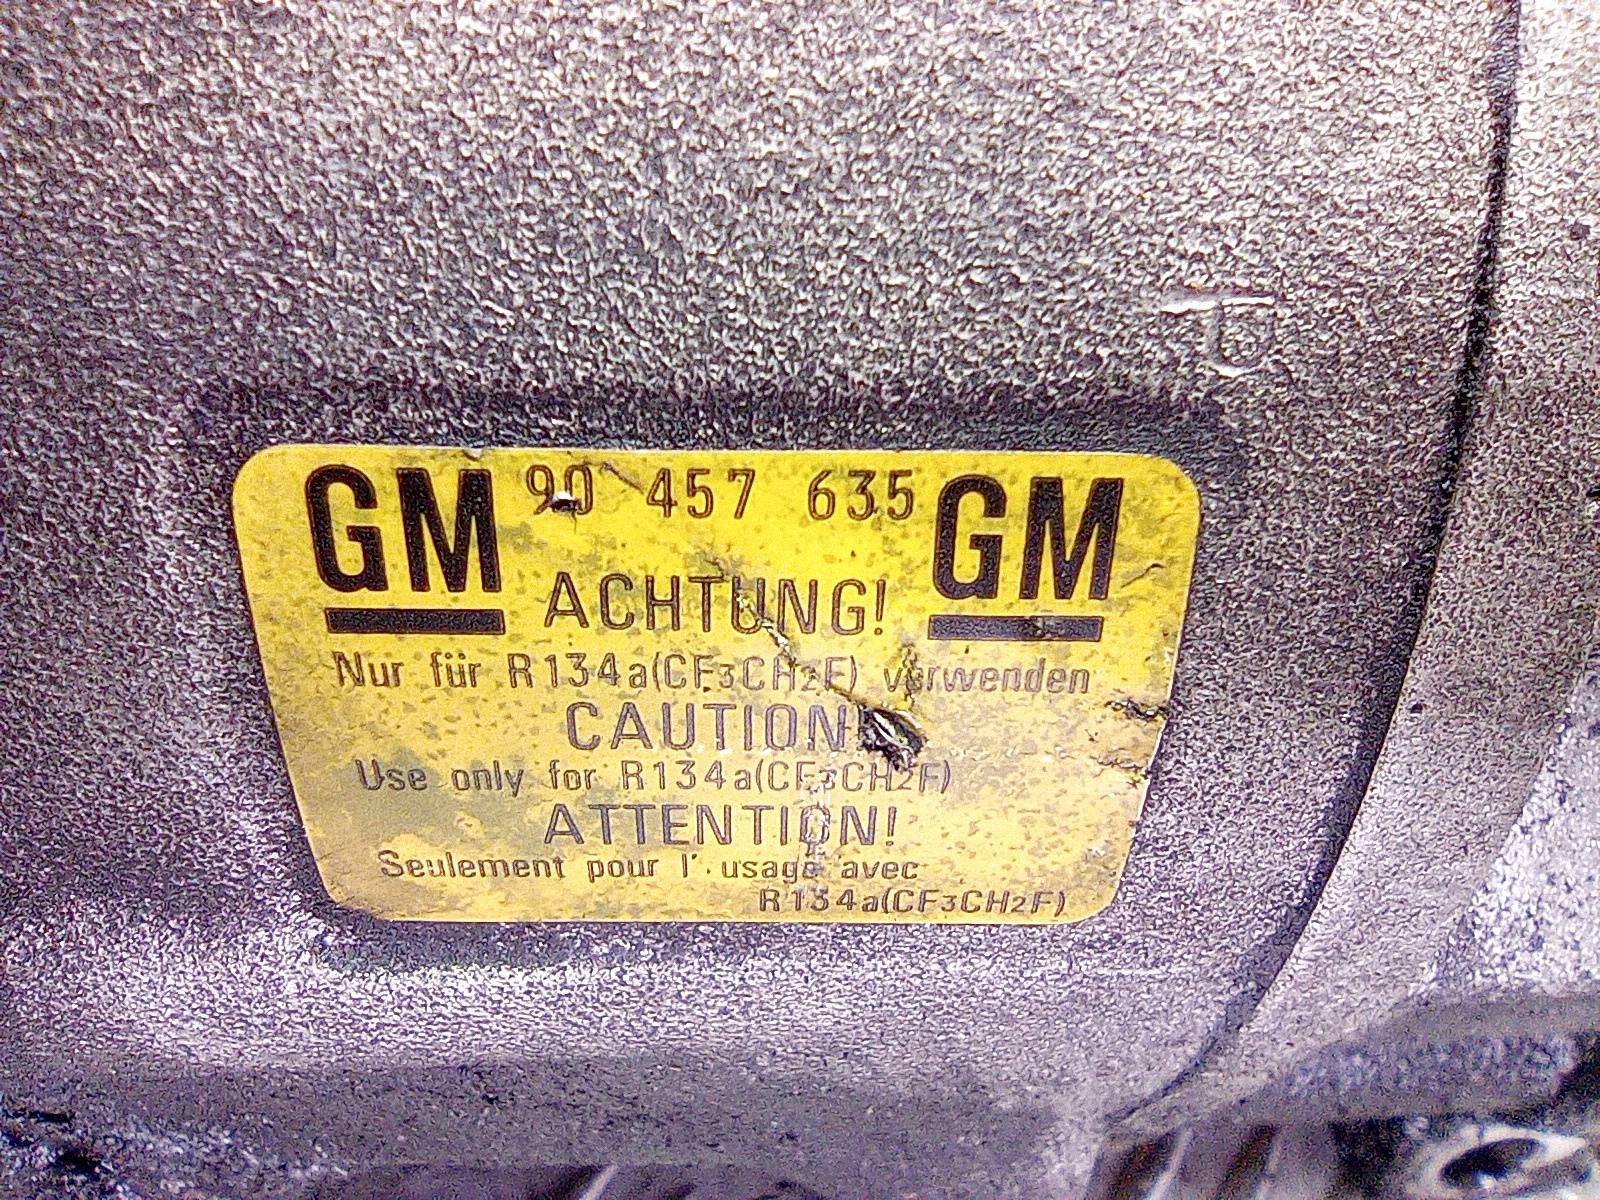 GM 90 457 635 GM
ACHTUNG!
Nur für R134a(CF3CH2F) verwenden
CAUTION!
Use only for R134a(CF3CH2F)
ATTENTION!
Seulement pour l' usage avec
R134a(CF3CH2F)